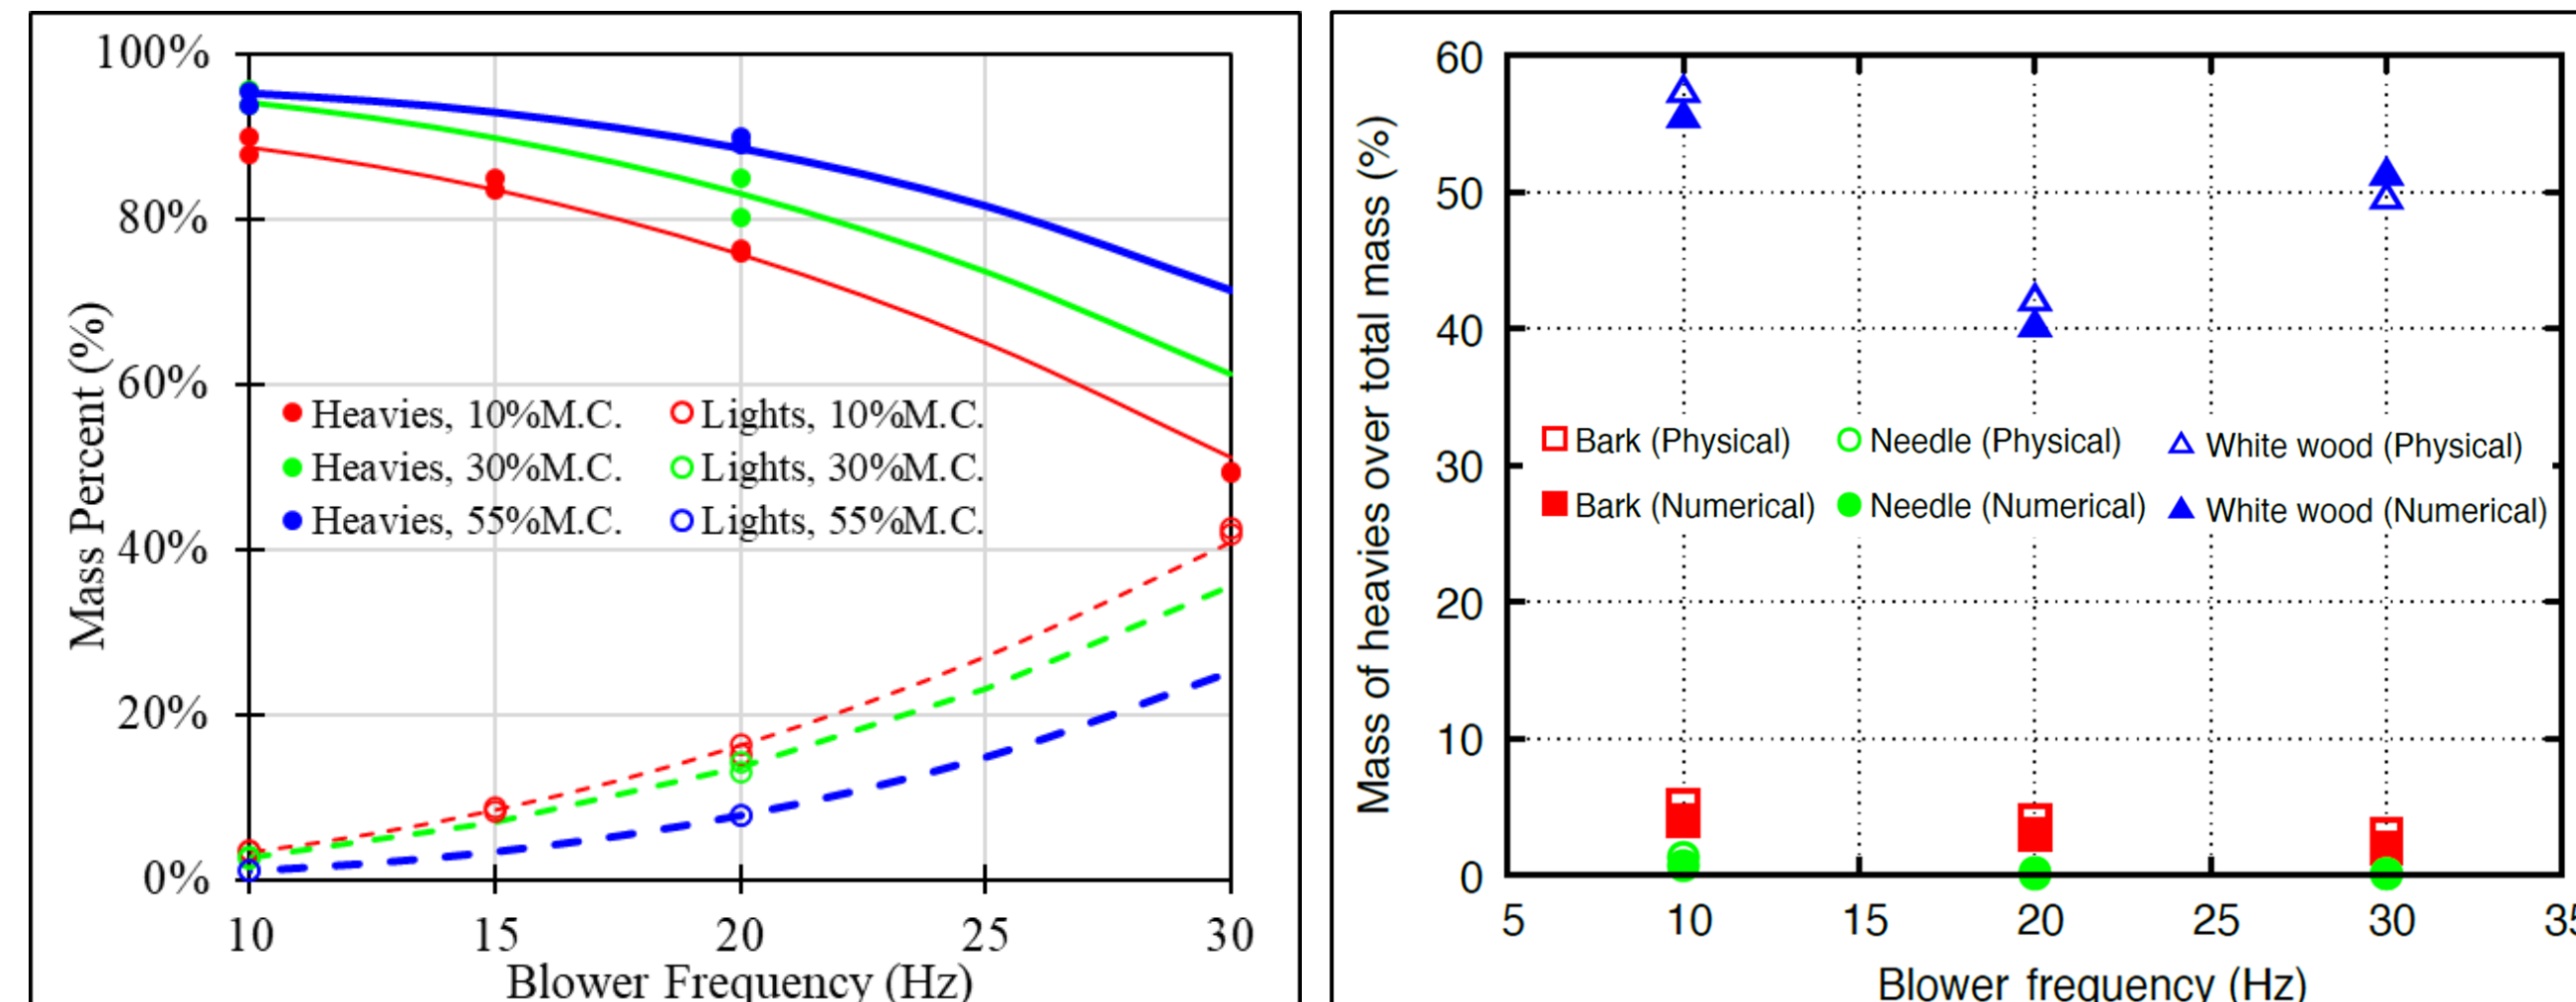 100%
80%
60%
40%
20%
0%
Mass Percent (%)
Heavies, 10%M.C. Lights, 10%M.C.
Heavies, 30%M.C. Lights, 30%M.C.
Heavies, 55%M.C. Lights, 55%M.C.
10 15 20 25 30
Blower Frequency (Hz)
60
50
40
30
20
10
0
Mass of heavies over total mass (%)
Bark (Physical) Needle (Physical) White wood (Physical)
Bark (Numerical) Needle (Numerical) White wood (Numerical)
5 10 15 20 25 30 35
Blower frequency (Hz)